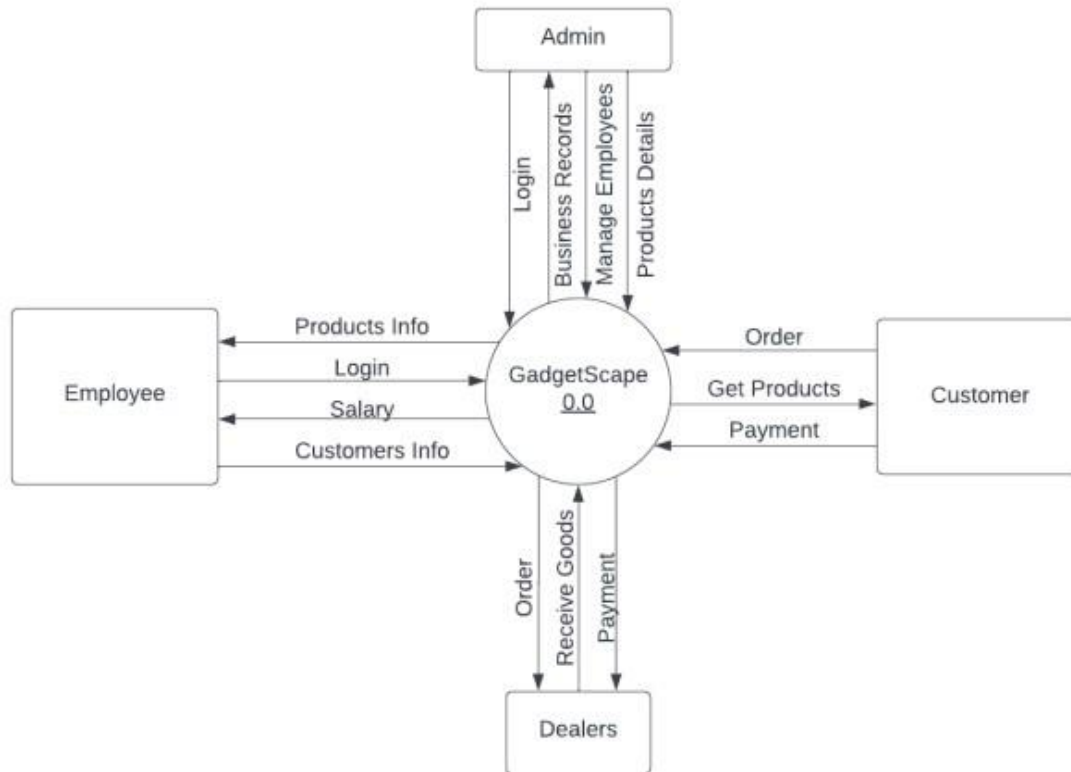 Admin
Login
Business Records
Manage Employees
Products Details
Products Info
Login
Salary
Customers Info
Employee
GadgetScape
0.0
Order
Get Products
Payment
Customer
Order
Receive Goods
Payment
Dealers